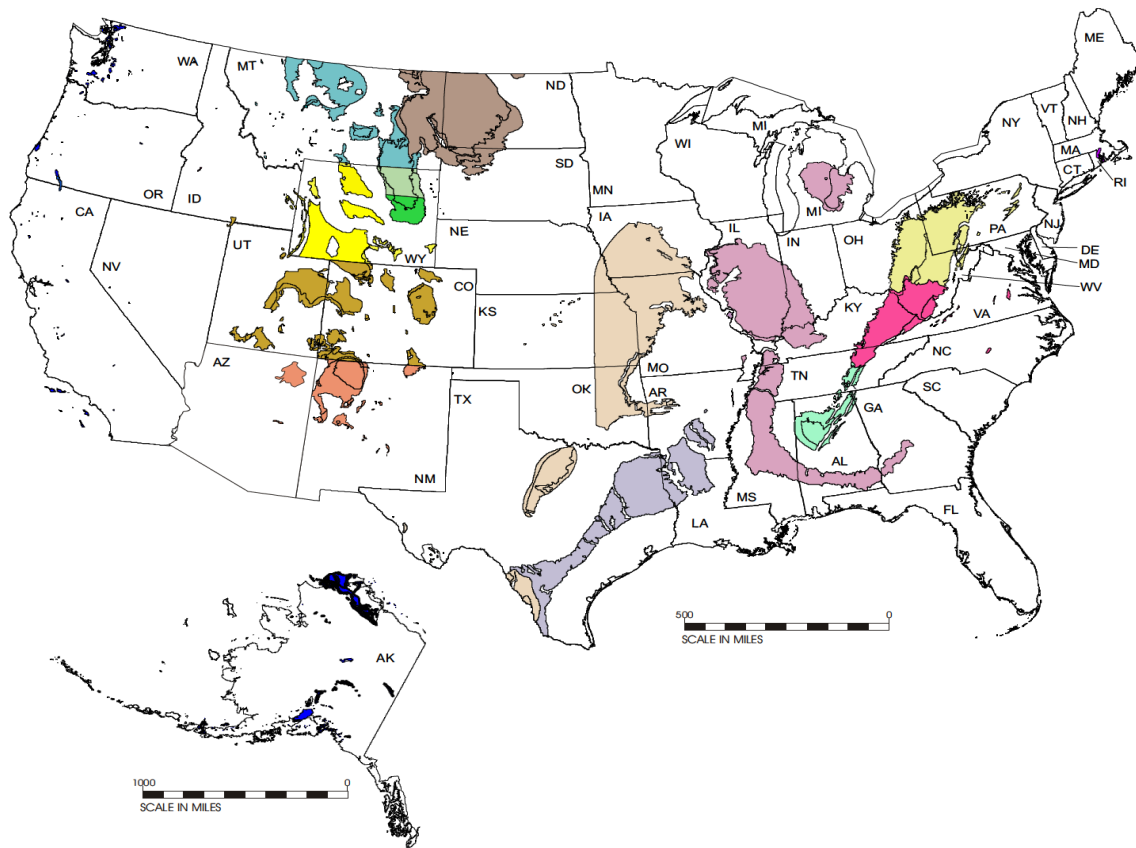 ME
WA
MT
ND
VT
NH
NY
MI
WI
MA
SD
CT
RI
MN
OR
ID
MI
CA
IA
PA
NJ
NE
IL
IN
OH
UT
DE
WY
MD
NV
CO
WV
KS
KY
VA
MO
NC
AZ
TN
OK
AR
SC
TX
GA
AL
NM
MS
LA
FL
500
0
SCALE IN MILES
AK
1000
0
SCALE IN MILES